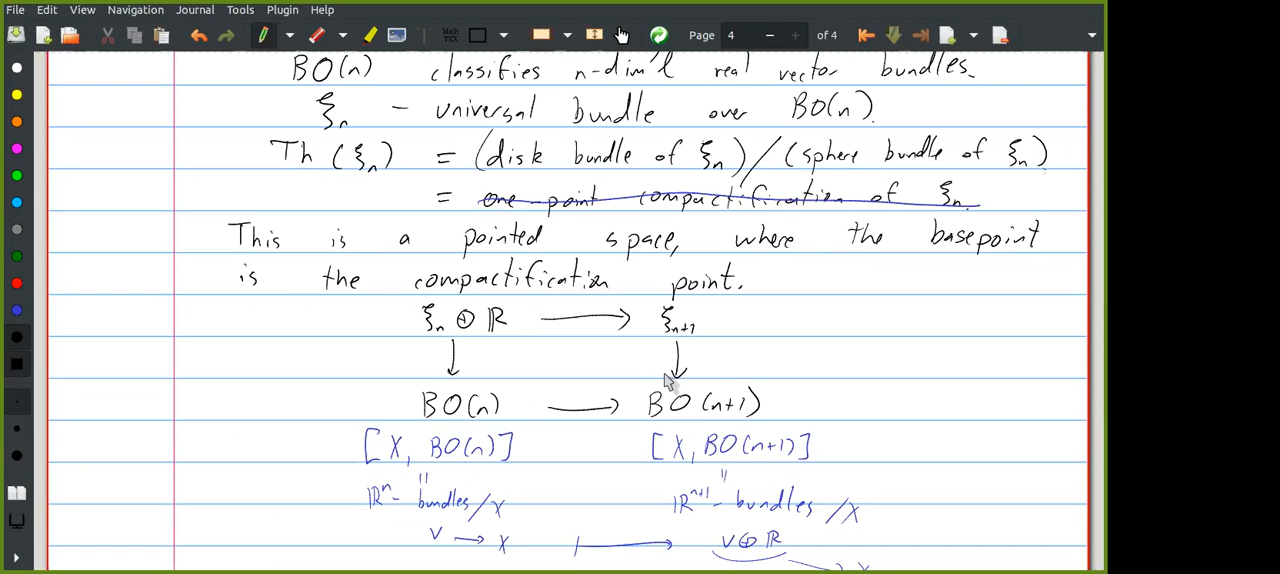 File Edit View Navigation Journal Tools Plugin Help
Page 4 of 4
BO(n) classifies n-dim'l real vector bundles.
ξₙ – universal bundle over BO(n).
Th(ξₙ) = (disk bundle of ξₙ)/(sphere bundle of ξₙ)
= one-point compactification of ξₙ.
This is a pointed space, where the basepoint
is the compactification point.
ξₙ ⊕ ℝ → ξₙ₊₁
↓ ↓
BO(n) → BO(n+1)
[X, BO(n)] [X, BO(n+1)]
॥ ॥
ℝⁿ- bundles/X ℝⁿ⁺¹- bundles/X
V → X ↦ V⊕ℝ
→ X